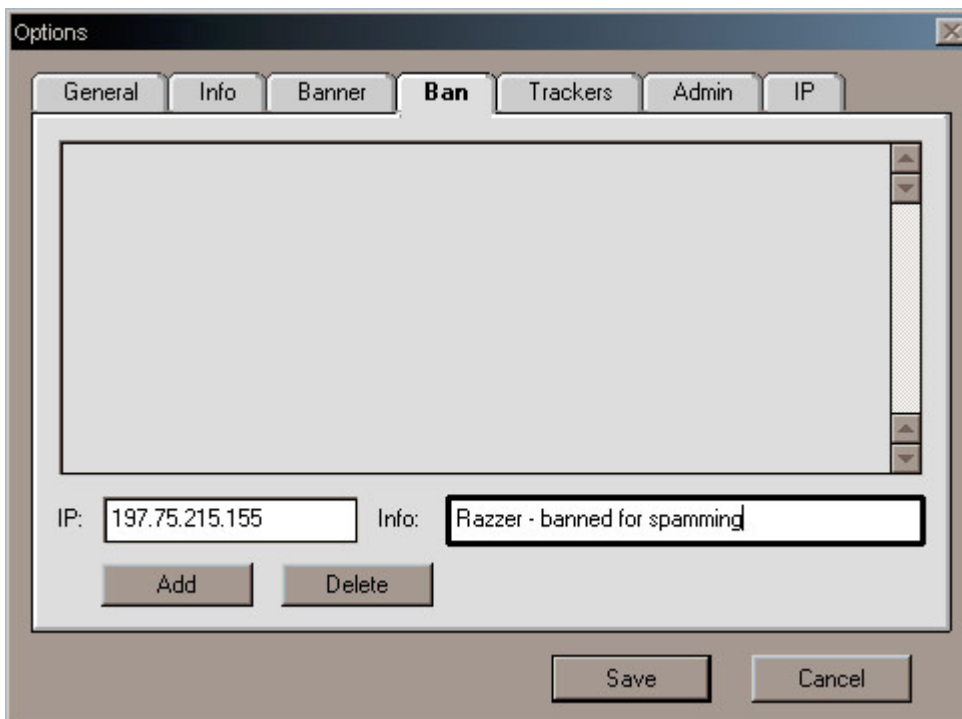 Options
General Info Banner Ban Trackers Admin IP
IP: 197.75.215.155 Info: Razzer - banned for spamming
Add Delete
Save Cancel